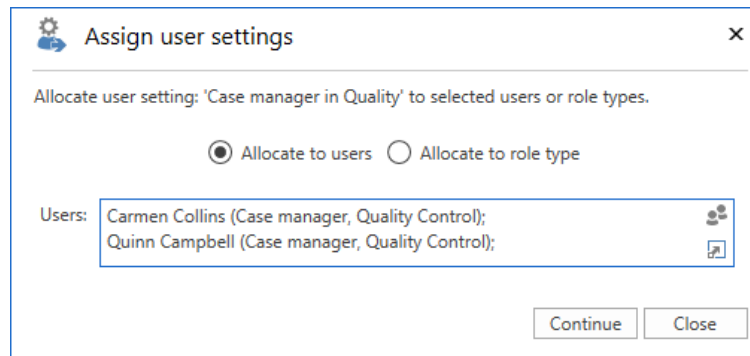 Assign user settings
Allocate user setting: 'Case manager in Quality' to selected users or role types.
Allocate to users Allocate to role type
Users: Carmen Collins (Case manager, Quality Control);
Quinn Campbell (Case manager, Quality Control);
Continue Close